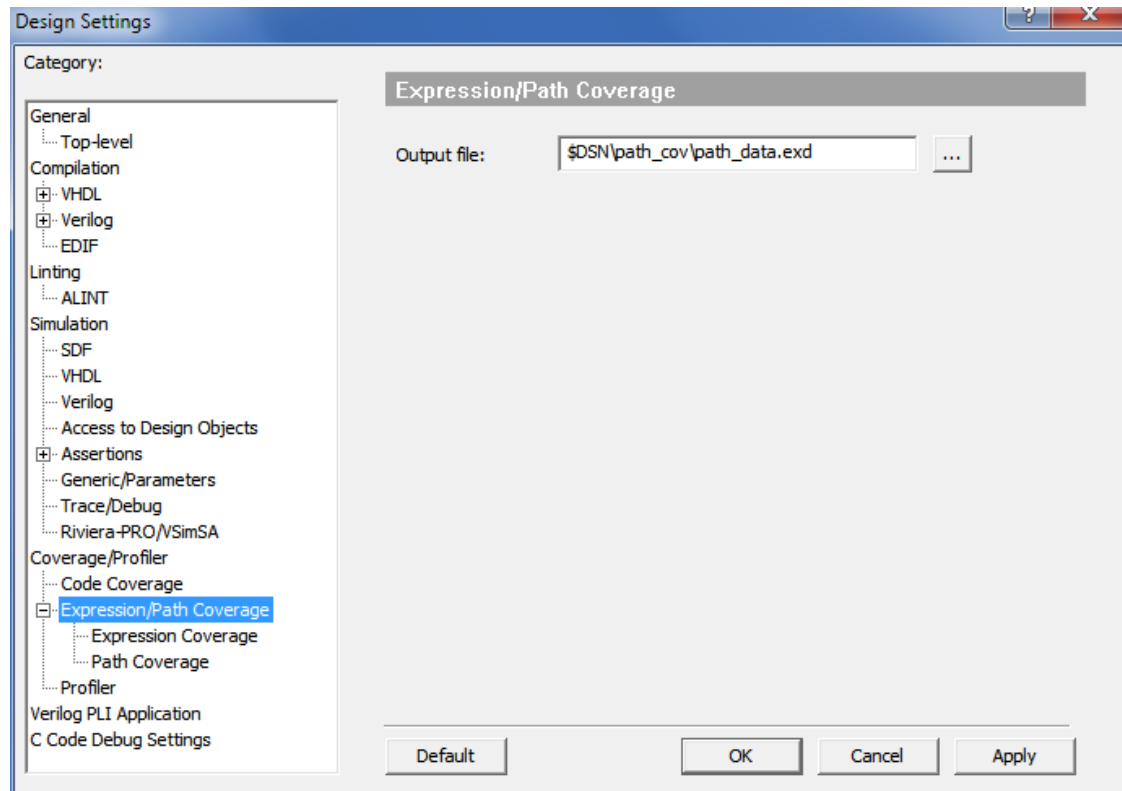 Design Settings
?
X
Category:
General
Top-level
Compilation
VHDL
Verilog
EDIF
Linting
ALINT
Simulation
SDF
VHDL
Verilog
Access to Design Objects
Assertions
Generic/Parameters
Trace/Debug
Riviera-PRO/VSimSA
Coverage/Profiler
Code Coverage
Expression/Path Coverage
Expression Coverage
Path Coverage
Profiler
Verilog PLI Application
C Code Debug Settings
Expression/Path Coverage
Output file: $DSN\path_cov\path_data.exd ...
Default OK Cancel Apply